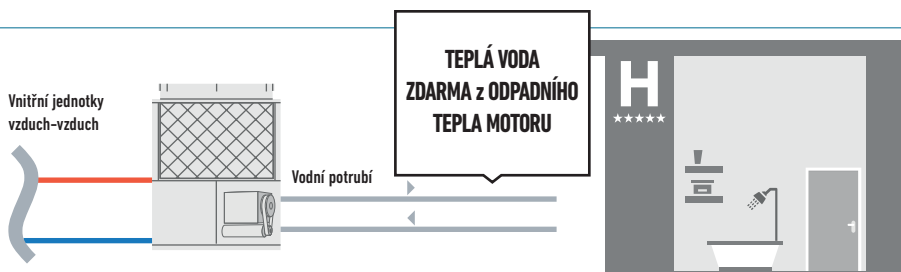 TEPLÁ VODA
ZDARMA z ODPADNÍHO
TEPLA MOTORU
H
★★★★★
Vnitřní jednotky
vzduch-vzduch
Vodní potrubí